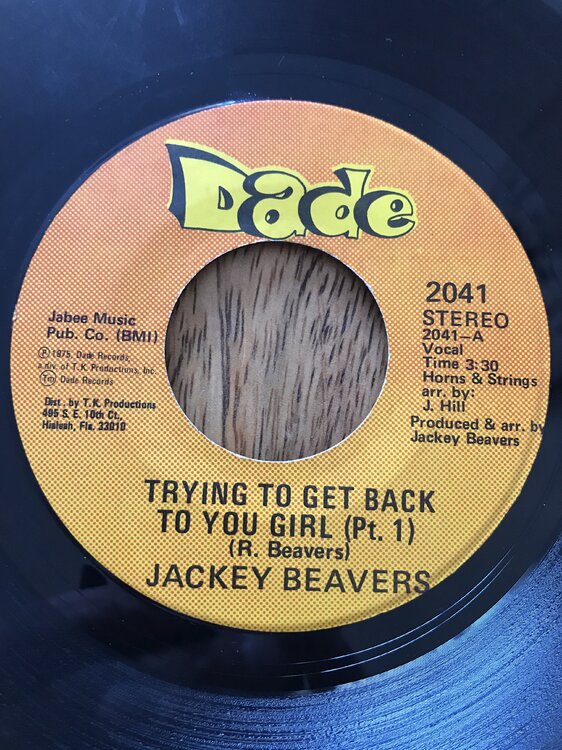 Dade
2041
STEREO
2041-A
Vocal
Time 3:30
Horns & Strings
arr. by:
J. Hill
Produced & arr. by
Jackey Beavers
Jabee Music
Pub. Co. (BMI)
Ⓟ 1975, Dade Records,
a div. of T.K. Productions, Inc.
Tm Dade Records
Dist. by T.K. Productions
495 S.E. 10th Ct.,
Hialeah, Fla. 33010
TRYING TO GET BACK
TO YOU GIRL (Pt. 1)
(R. Beavers)
JACKEY BEAVERS